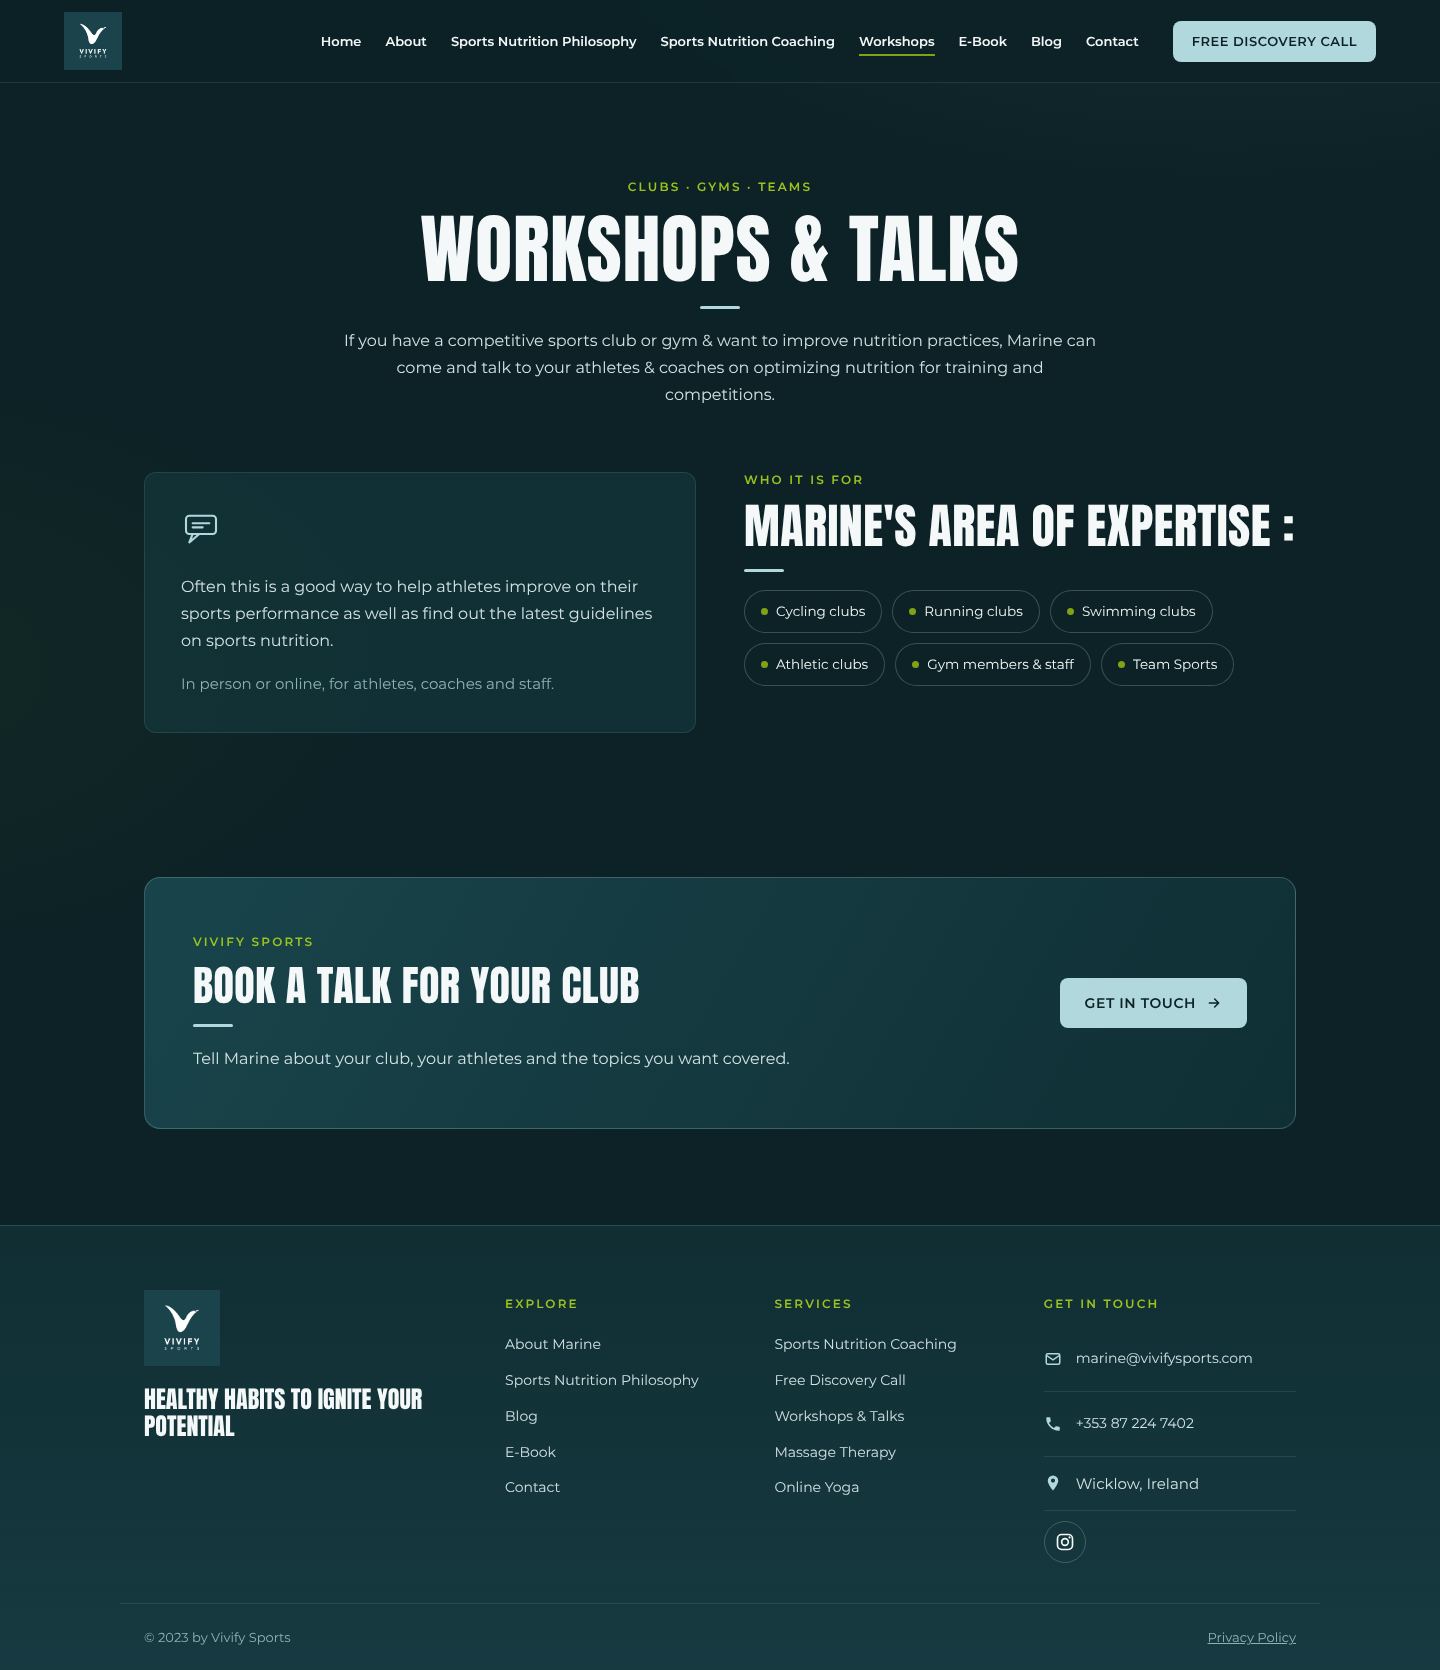 VIVIFY
SPORTS
Home
About
Sports Nutrition Philosophy
Sports Nutrition Coaching
Workshops
E-Book
Blog
Contact
FREE DISCOVERY CALL
CLUBS · GYMS · TEAMS
WORKSHOPS & TALKS
If you have a competitive sports club or gym & want to improve nutrition practices, Marine can
come and talk to your athletes & coaches on optimizing nutrition for training and
competitions.
Often this is a good way to help athletes improve on their
sports performance as well as find out the latest guidelines
on sports nutrition.
In person or online, for athletes, coaches and staff.
WHO IT IS FOR
MARINE'S AREA OF EXPERTISE :
Cycling clubs
Running clubs
Swimming clubs
Athletic clubs
Gym members & staff
Team Sports
VIVIFY SPORTS
BOOK A TALK FOR YOUR CLUB
Tell Marine about your club, your athletes and the topics you want covered.
GET IN TOUCH →
VIVIFY
SPORTS
HEALTHY HABITS TO IGNITE YOUR
POTENTIAL
EXPLORE
About Marine
Sports Nutrition Philosophy
Blog
E-Book
Contact
SERVICES
Sports Nutrition Coaching
Free Discovery Call
Workshops & Talks
Massage Therapy
Online Yoga
GET IN TOUCH
marine@vivifysports.com
+353 87 224 7402
Wicklow, Ireland
© 2023 by Vivify Sports
Privacy Policy